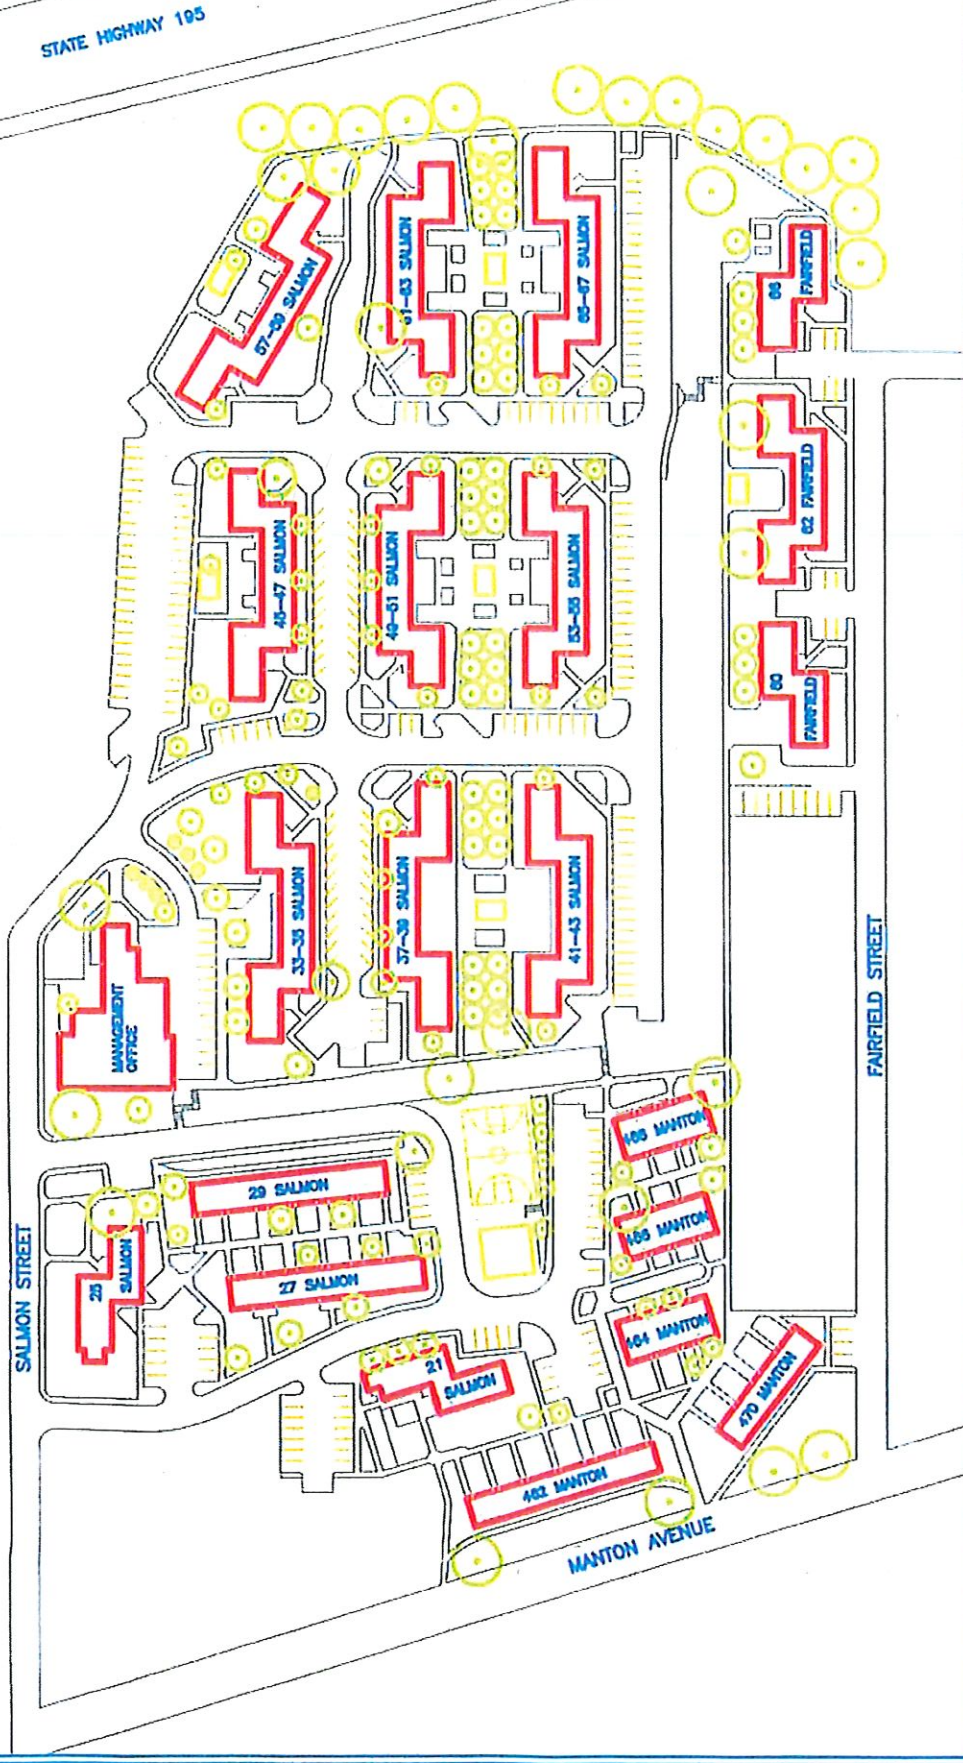 STATE HIGHWAY 195
57-59 SALMON
61-63 SALMON
65-67 SALMON
66
FAIRFIELD
62 FAIRFIELD
45-47 SALMON
49-51 SALMON
53-55 SALMON
60
FAIRFIELD
33-35 SALMON
37-39 SALMON
41-43 SALMON
MANAGEMENT
OFFICE
FAIRFIELD STREET
468 MANTON
29 SALMON
466 MANTON
25
SALMON
27 SALMON
SALMON STREET
464 MANTON
21
SALMON
470 MANTON
462 MANTON
MANTON AVENUE